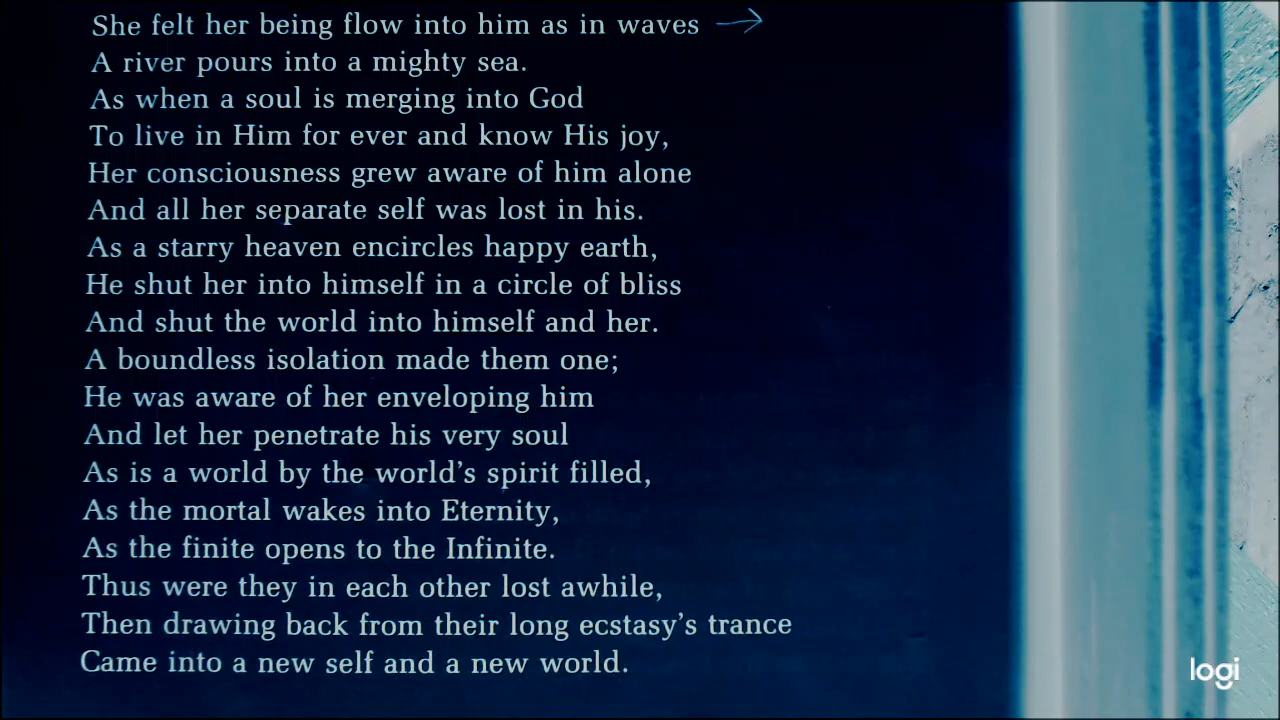 She felt her being flow into him as in waves →
A river pours into a mighty sea.
As when a soul is merging into God
To live in Him for ever and know His joy,
Her consciousness grew aware of him alone
And all her separate self was lost in his.
As a starry heaven encircles happy earth,
He shut her into himself in a circle of bliss
And shut the world into himself and her.
A boundless isolation made them one;
He was aware of her enveloping him
And let her penetrate his very soul
As is a world by the world's spirit filled,
As the mortal wakes into Eternity,
As the finite opens to the Infinite.
Thus were they in each other lost awhile,
Then drawing back from their long ecstasy's trance
Came into a new self and a new world.
logi